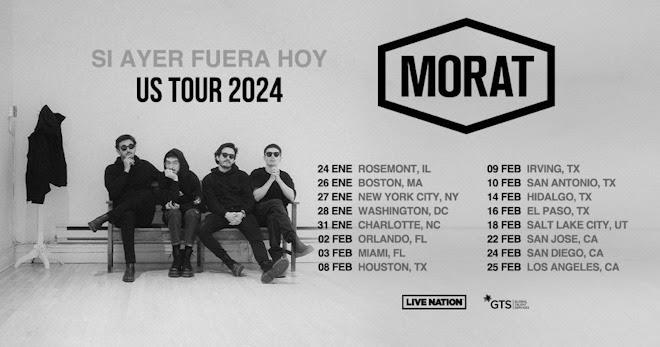 SI AYER FUERA HOY
US TOUR 2024
MORAT
24 ENE ROSEMONT, IL
26 ENE BOSTON, MA
27 ENE NEW YORK CITY, NY
28 ENE WASHINGTON, DC
31 ENE CHARLOTTE, NC
02 FEB ORLANDO, FL
03 FEB MIAMI, FL
08 FEB HOUSTON, TX
09 FEB IRVING, TX
10 FEB SAN ANTONIO, TX
14 FEB HIDALGO, TX
16 FEB EL PASO, TX
18 FEB SALT LAKE CITY, UT
22 FEB SAN JOSE, CA
24 FEB SAN DIEGO, CA
25 FEB LOS ANGELES, CA
LIVE NATION
GTS
GLOBAL
TALENT
SERVICES